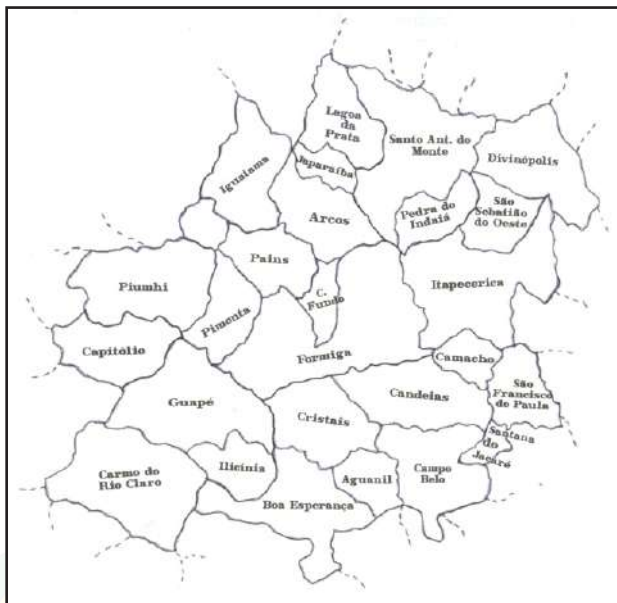 Lagoa
da
Prata
Santo Ant. do
Monte
Divinópolis
Japaraíba
Iguatama
São
Sebatião
do Oeste
Pedra do
Indaiá
Arcos
Pains
Itapecerica
C.
Fundo
Piumhi
Pimenta
Formiga
Camacho
Capitólio
São
Francisco
de Paula
Candeias
Guapé
Cristais
Santana
do
Jacaré
Carmo do
Rio Claro
Ilicínia
Aguanil
Campo
Belo
Boa Esperança